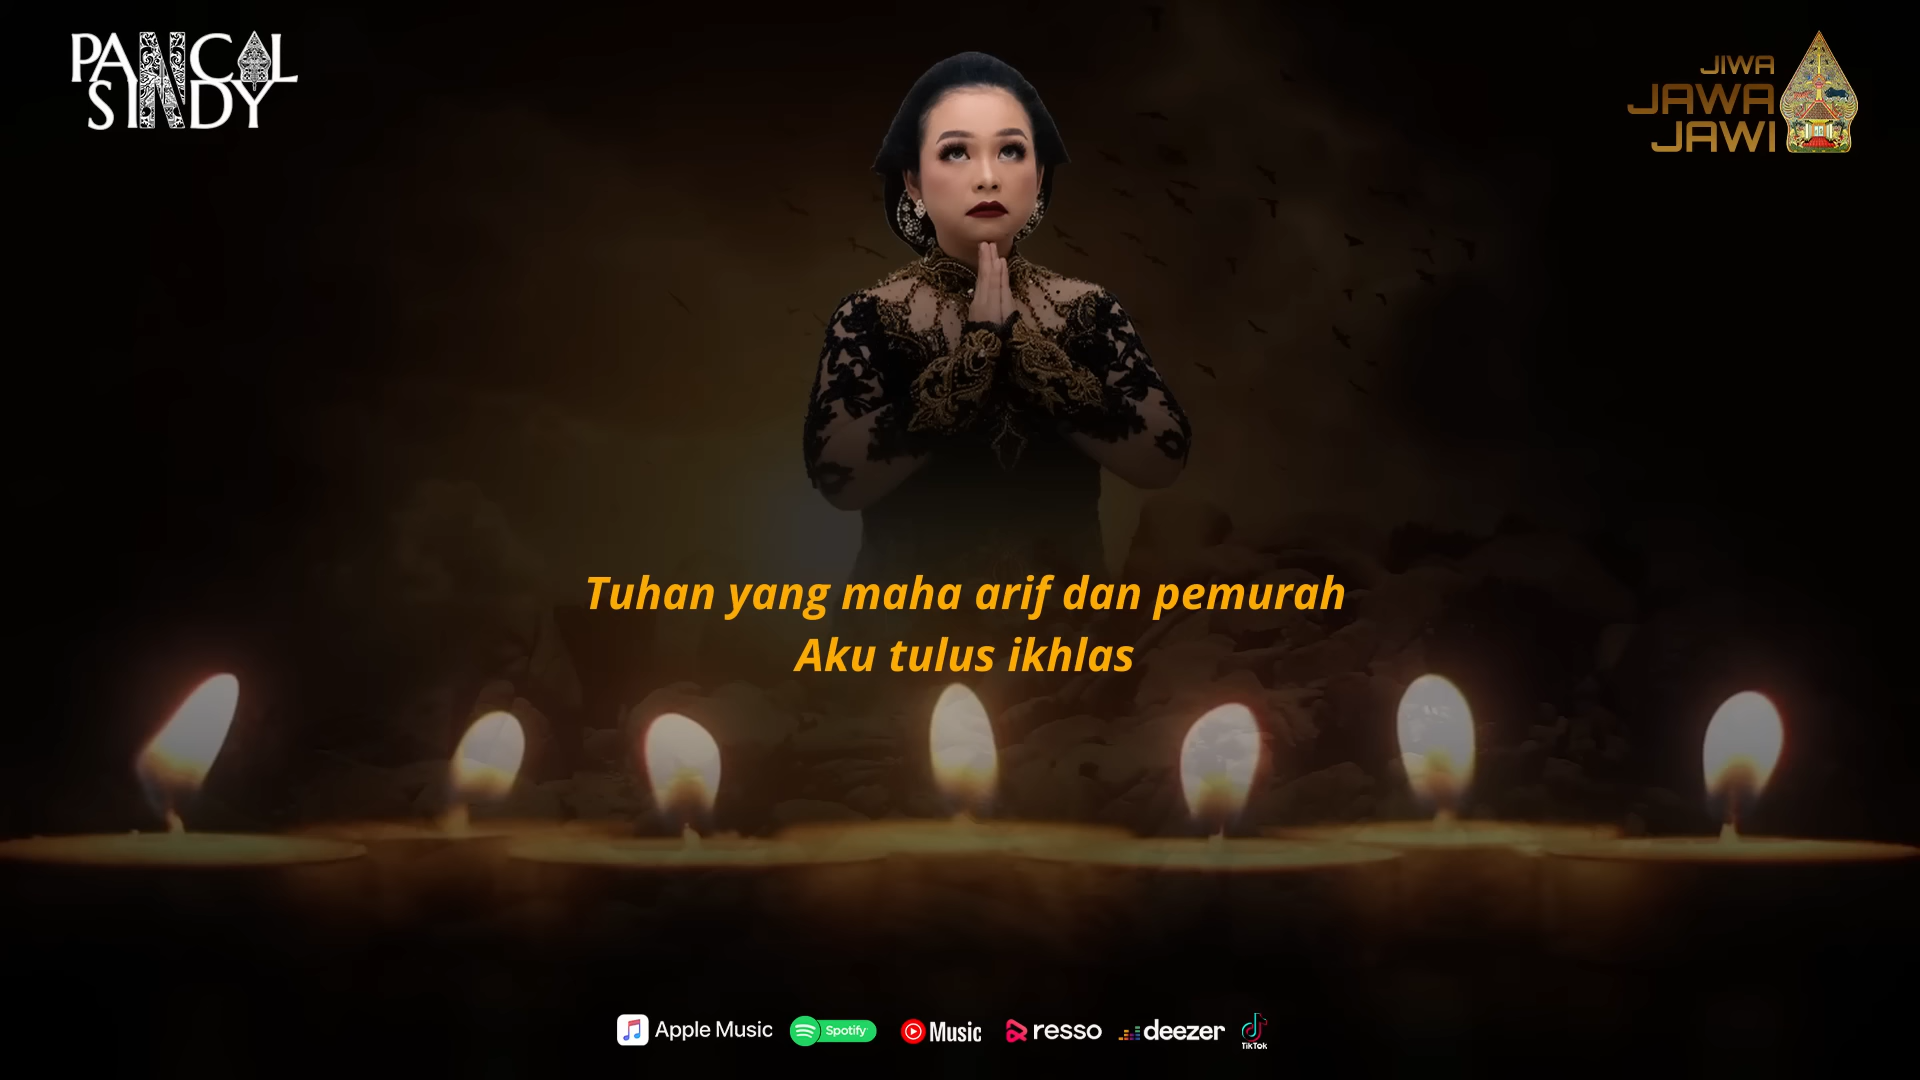 PANCAL
SINDY
JIWA
JAWA
JAWI
Tuhan yang maha arif dan pemurah
Aku tulus ikhlas
Apple Music
Spotify
Music
resso
deezer
TikTok